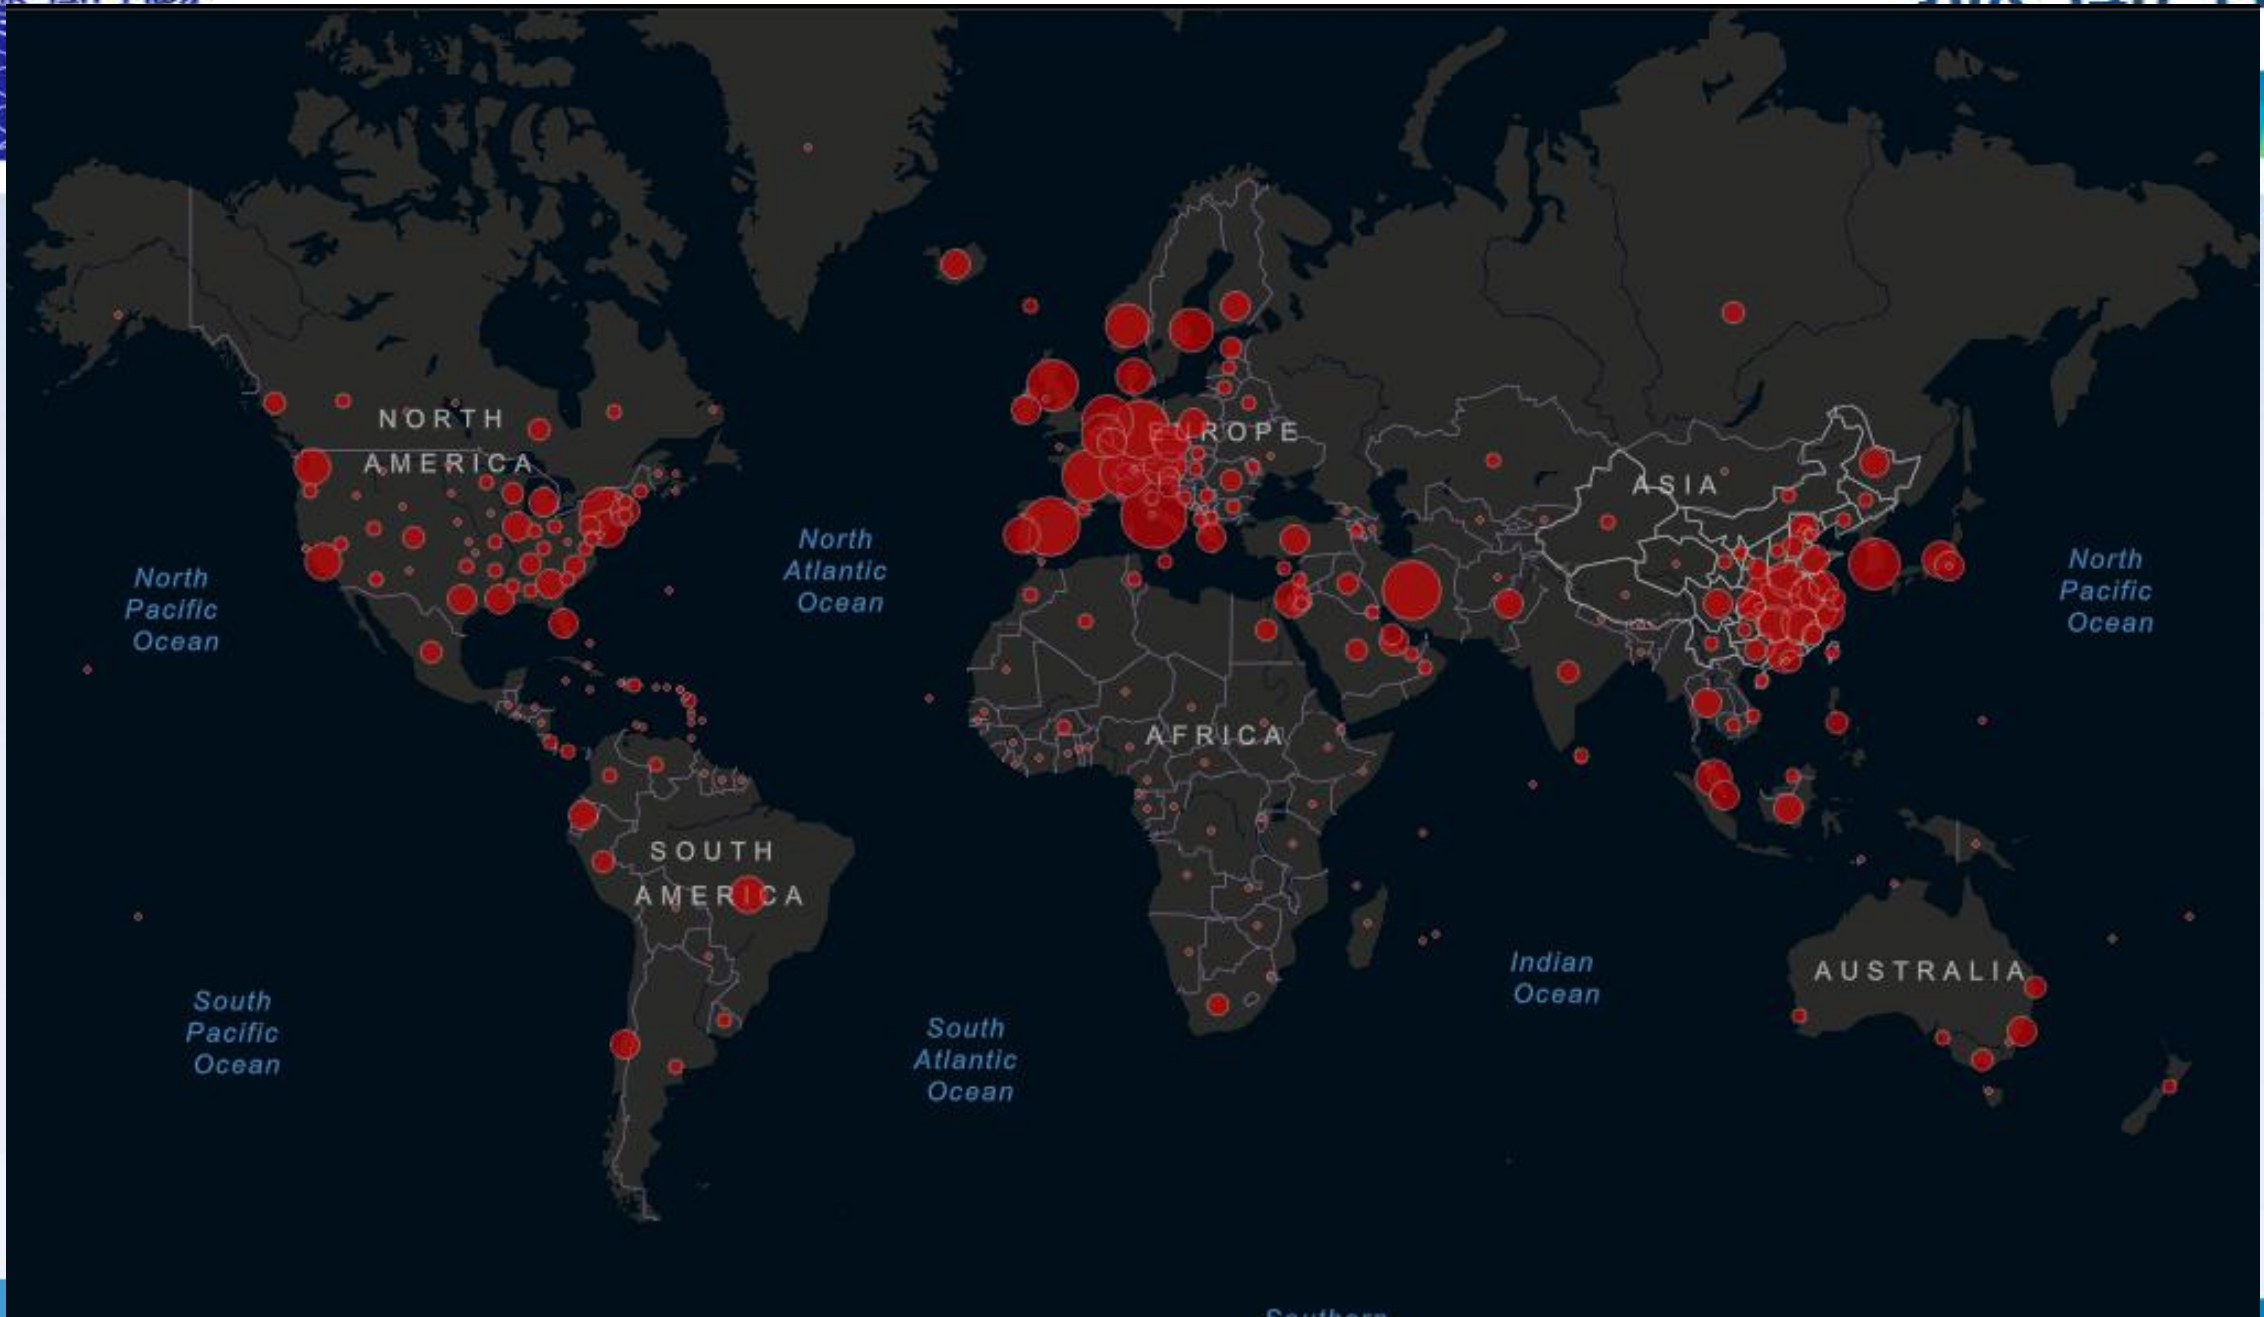 NORTH
AMERICA
EUROPE
ASIA
North
Atlantic
Ocean
North
Pacific
Ocean
North
Pacific
Ocean
AFRICA
SOUTH
AMERICA
Indian
Ocean
AUSTRALIA
South
Pacific
Ocean
South
Atlantic
Ocean
Southern